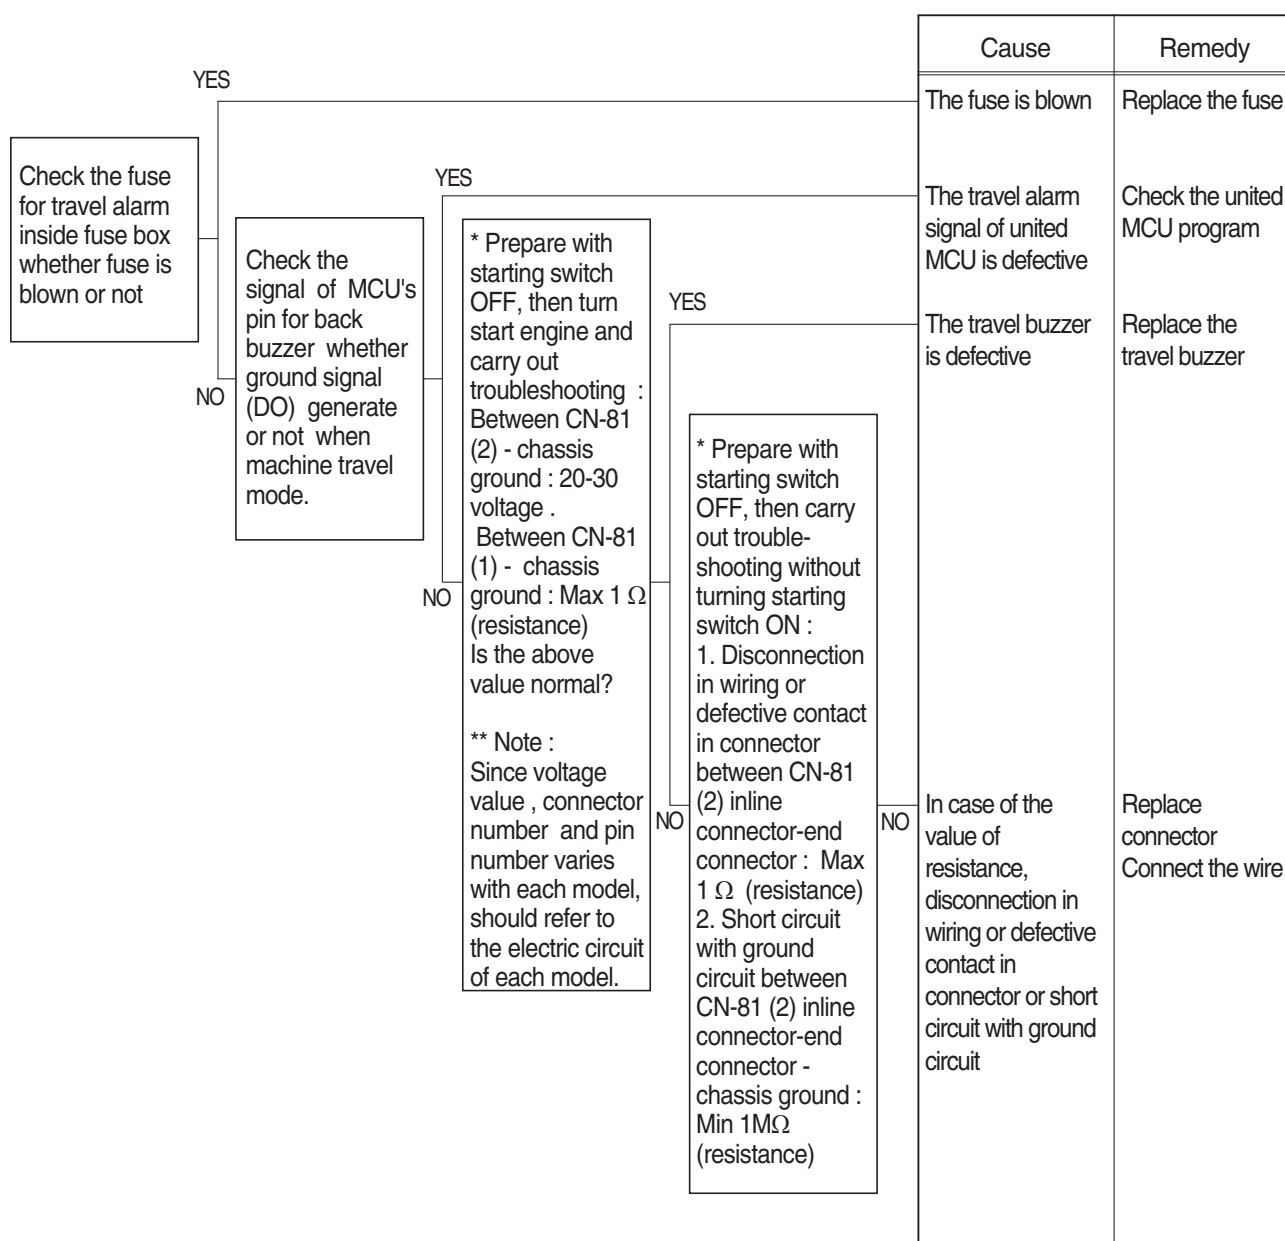 Cause
Remedy
YES
The fuse is blown
Replace the fuse
Check the fuse
for travel alarm
inside fuse box
whether fuse is
blown or not
YES
The travel alarm
signal of united
MCU is defective
Check the united
MCU program
NO
Check the
signal of MCU's
pin for back
buzzer whether
ground signal
(DO) generate
or not when
machine travel
mode.
* Prepare with
starting switch
OFF, then turn
start engine and
carry out
troubleshooting :
Between CN-81
(2) - chassis
ground : 20-30
voltage .
Between CN-81
(1) - chassis
ground : Max 1 Ω
(resistance)
Is the above
value normal?
** Note :
Since voltage
value , connector
number and pin
number varies
with each model,
should refer to
the electric circuit
of each model.
NO
YES
The travel buzzer
is defective
Replace the
travel buzzer
* Prepare with
starting switch
OFF, then carry
out trouble-
shooting without
turning starting
switch ON :
1. Disconnection
in wiring or
defective contact
in connector
between CN-81
(2) inline
connector-end
connector : Max
1 Ω (resistance)
2. Short circuit
with ground
circuit between
CN-81 (2) inline
connector-end
connector -
chassis ground :
Min 1MΩ
(resistance)
NO
NO
In case of the
value of
resistance,
disconnection in
wiring or defective
contact in
connector or short
circuit with ground
circuit
Replace
connector
Connect the wire